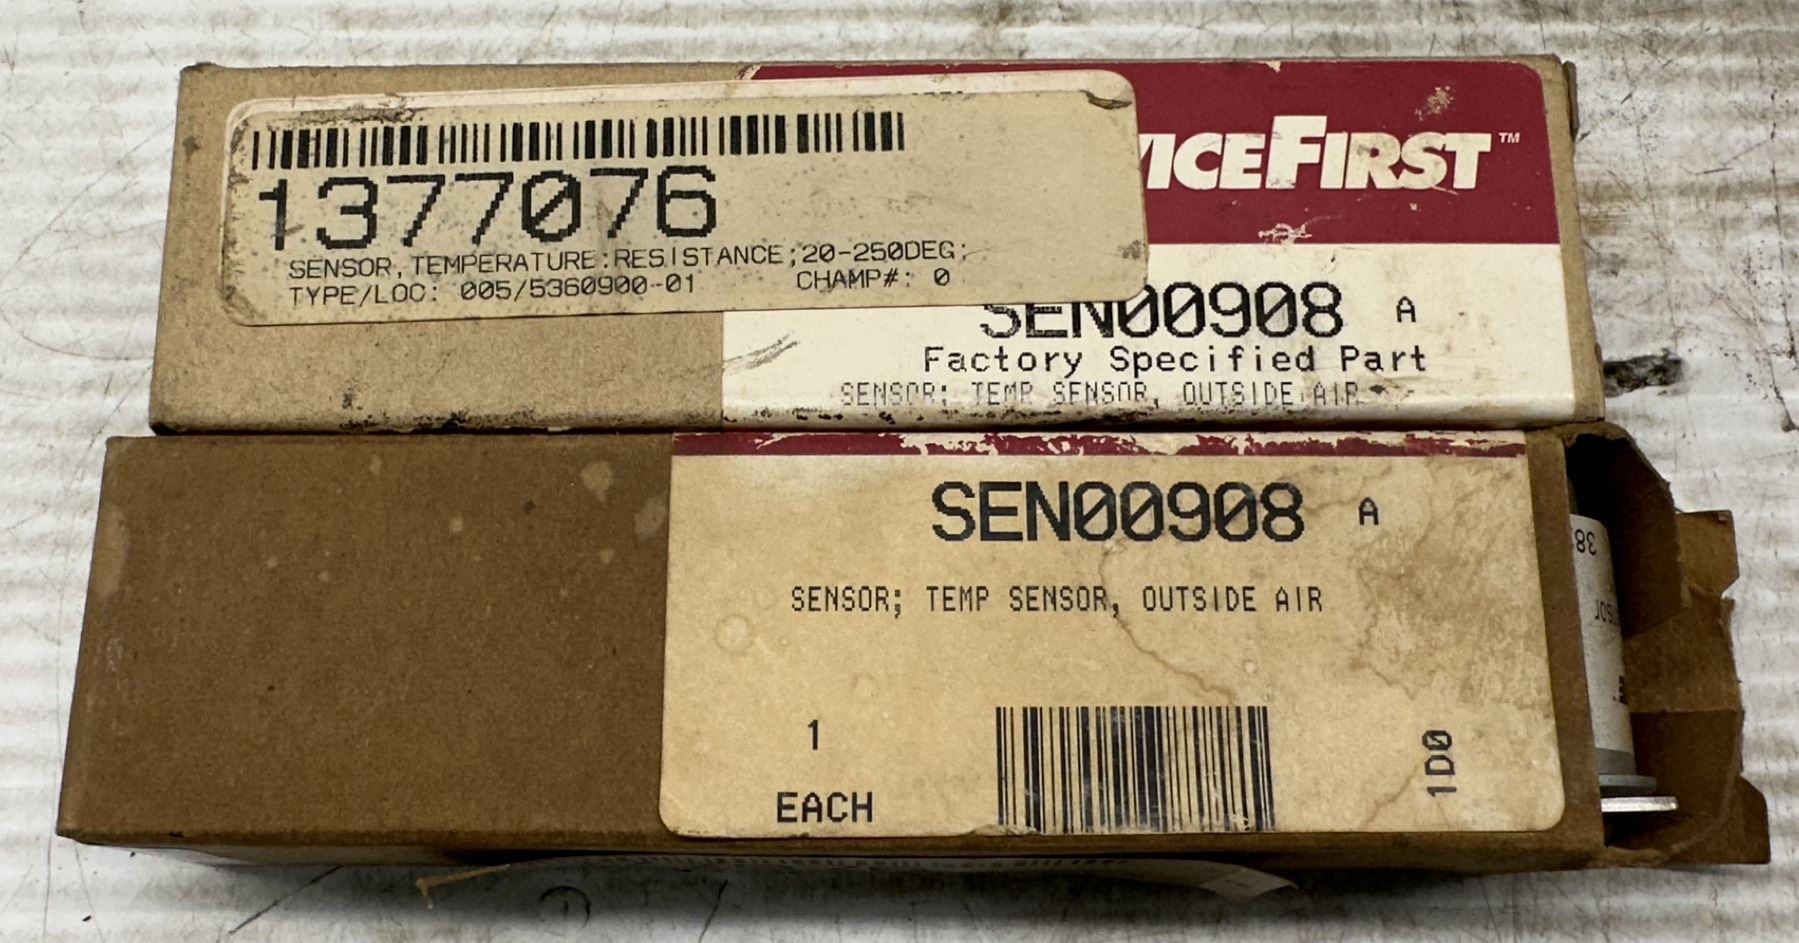 1377076
SENSOR,TEMPERATURE:RESISTANCE;20-250DEG;
TYPE/LOC: 005/5360900-01 CHAMP#: 0
VICEFIRST™
SEN00908 A
Factory Specified Part
SENSOR; TEMP SENSOR, OUTSIDE AIR
SEN00908 A
SENSOR; TEMP SENSOR, OUTSIDE AIR
1
EACH
1D0
38